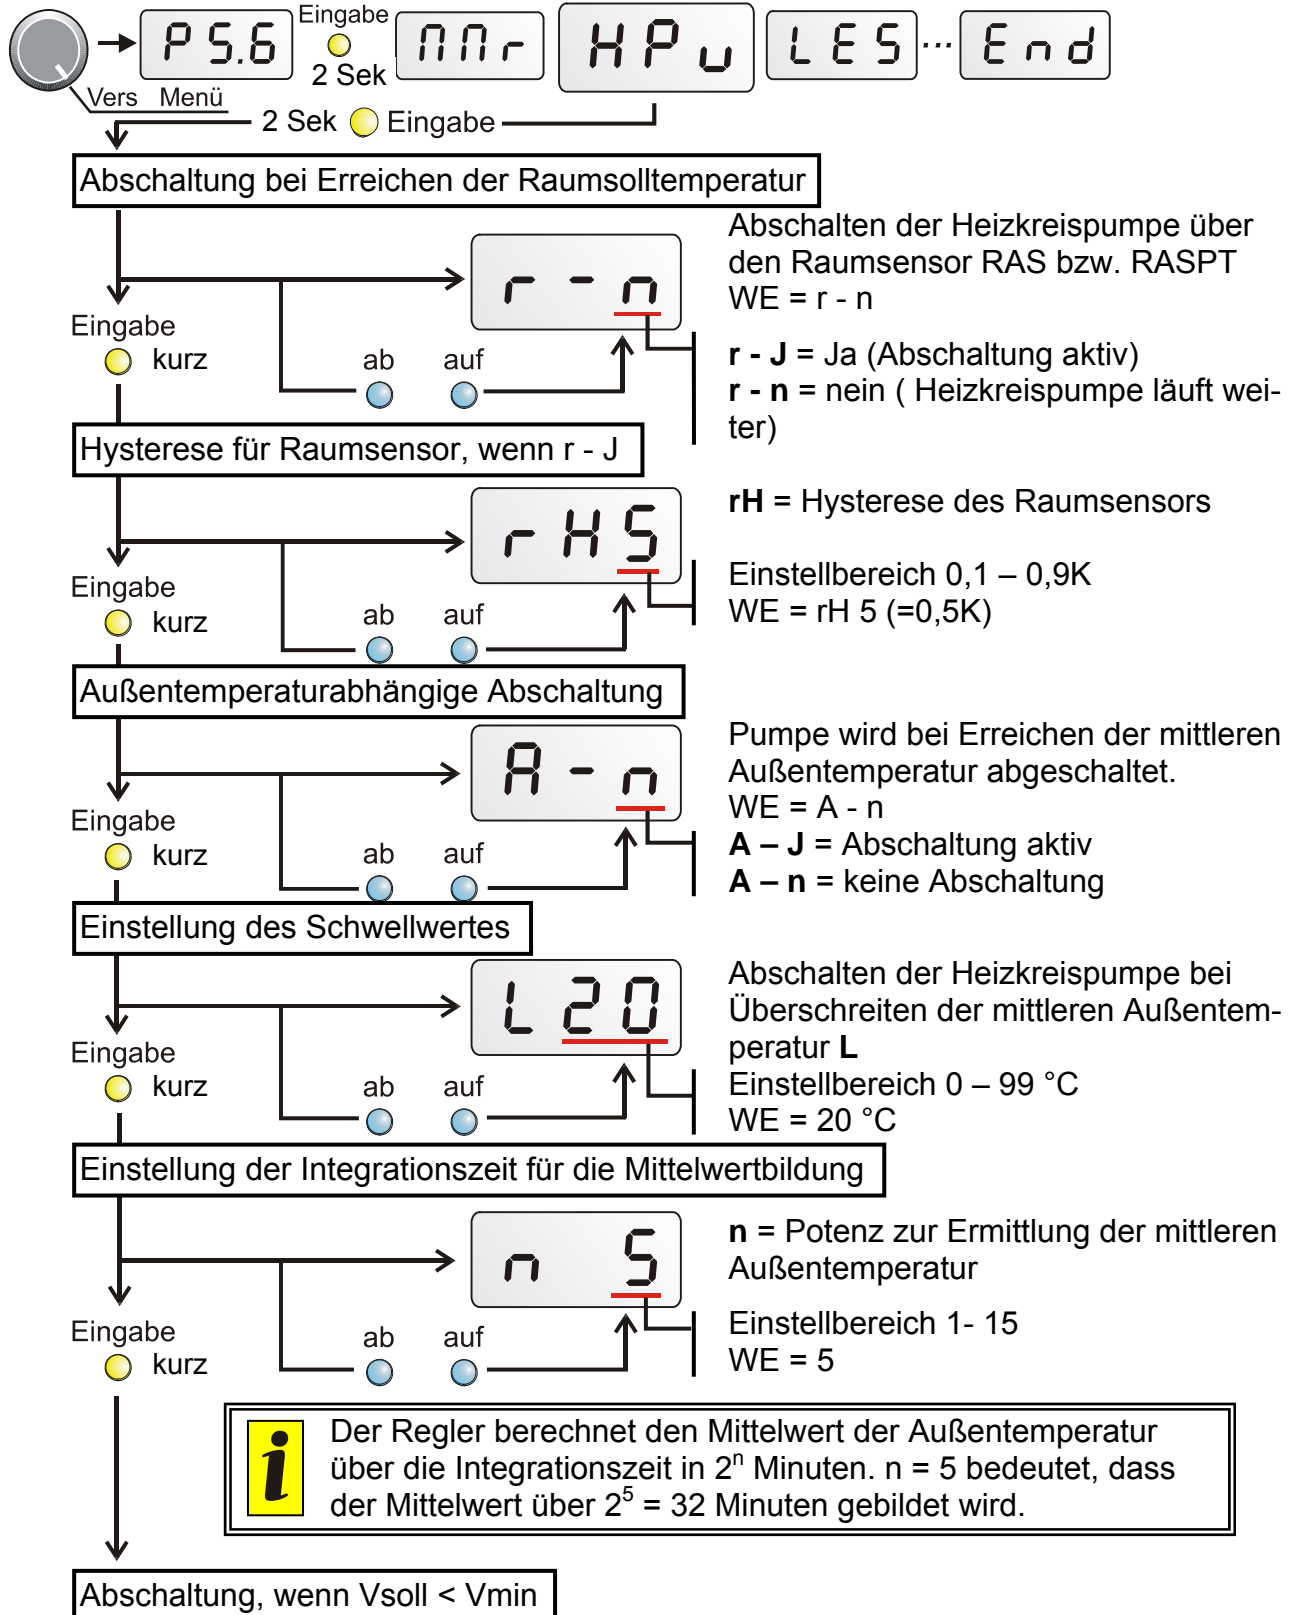 Eingabe
P 5.6
ППr
HPu
LES
...
End
2 Sek
Vers Menü
2 Sek Eingabe
Abschaltung bei Erreichen der Raumsolltemperatur
Abschalten der Heizkreispumpe über
den Raumsensor RAS bzw. RASPT
WE = r - n
r - n
Eingabe
kurz
ab auf
r - J = Ja (Abschaltung aktiv)
r - n = nein ( Heizkreispumpe läuft wei-
ter)
Hysterese für Raumsensor, wenn r - J
rH = Hysterese des Raumsensors
r H 5
Eingabe
kurz
ab auf
Einstellbereich 0,1 – 0,9K
WE = rH 5 (=0,5K)
Außentemperaturabhängige Abschaltung
Pumpe wird bei Erreichen der mittleren
Außentemperatur abgeschaltet.
WE = A - n
A - n
Eingabe
kurz
ab auf
A – J = Abschaltung aktiv
A – n = keine Abschaltung
Einstellung des Schwellwertes
Abschalten der Heizkreispumpe bei
Überschreiten der mittleren Außentem-
peratur L
L 20
Eingabe
kurz
ab auf
Einstellbereich 0 – 99 °C
WE = 20 °C
Einstellung der Integrationszeit für die Mittelwertbildung
n = Potenz zur Ermittlung der mittleren
Außentemperatur
n 5
Eingabe
kurz
ab auf
Einstellbereich 1- 15
WE = 5
i
Der Regler berechnet den Mittelwert der Außentemperatur
über die Integrationszeit in 2ⁿ Minuten. n = 5 bedeutet, dass
der Mittelwert über 2⁵ = 32 Minuten gebildet wird.
Abschaltung, wenn Vsoll < Vmin